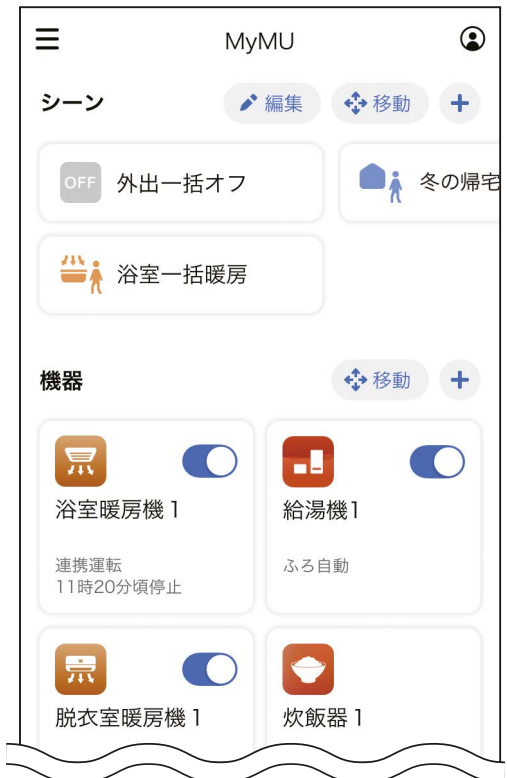 MyMU
シーン
編集
移動
OFF
外出一括オフ
冬の帰宅
浴室一括暖房
機器
移動
浴室暖房機 1
給湯機1
連携運転
11時20分頃停止
ふろ自動
脱衣室暖房機 1
炊飯器 1